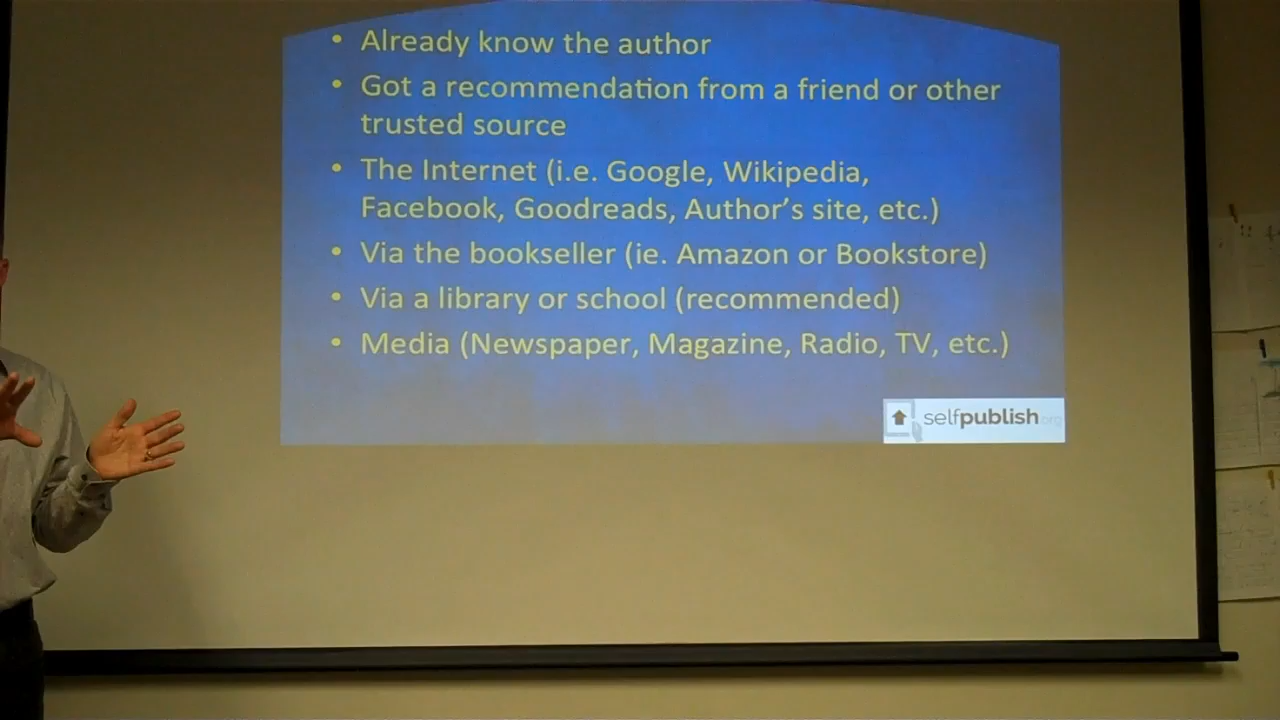 • Already know the author
• Got a recommendation from a friend or other
trusted source
• The Internet (i.e. Google, Wikipedia,
Facebook, Goodreads, Author's site, etc.)
• Via the bookseller (ie. Amazon or Bookstore)
• Via a library or school (recommended)
• Media (Newspaper, Magazine, Radio, TV, etc.)
selfpublish.org